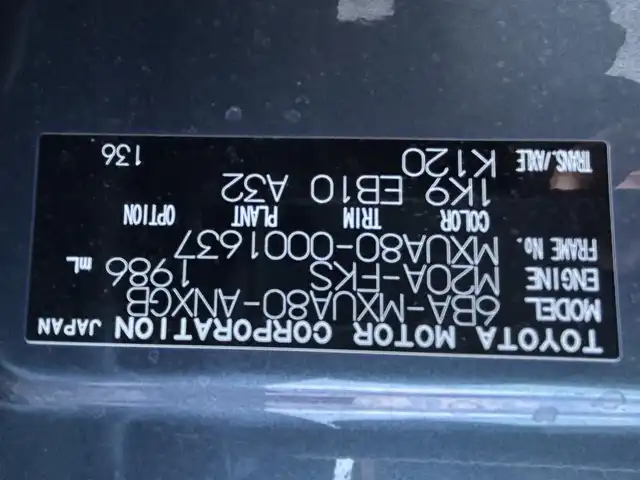 TOYOTA MOTOR CORPORATION JAPAN
MODEL 6BA-MXUA80-ANXGB
ENGINE M20A-FKS 1986 mL
FRAME No. MXUA80-0001637
COLOR TRIM PLANT OPTION
1K9 EB10 A32
TRANS./AXLE K120
136